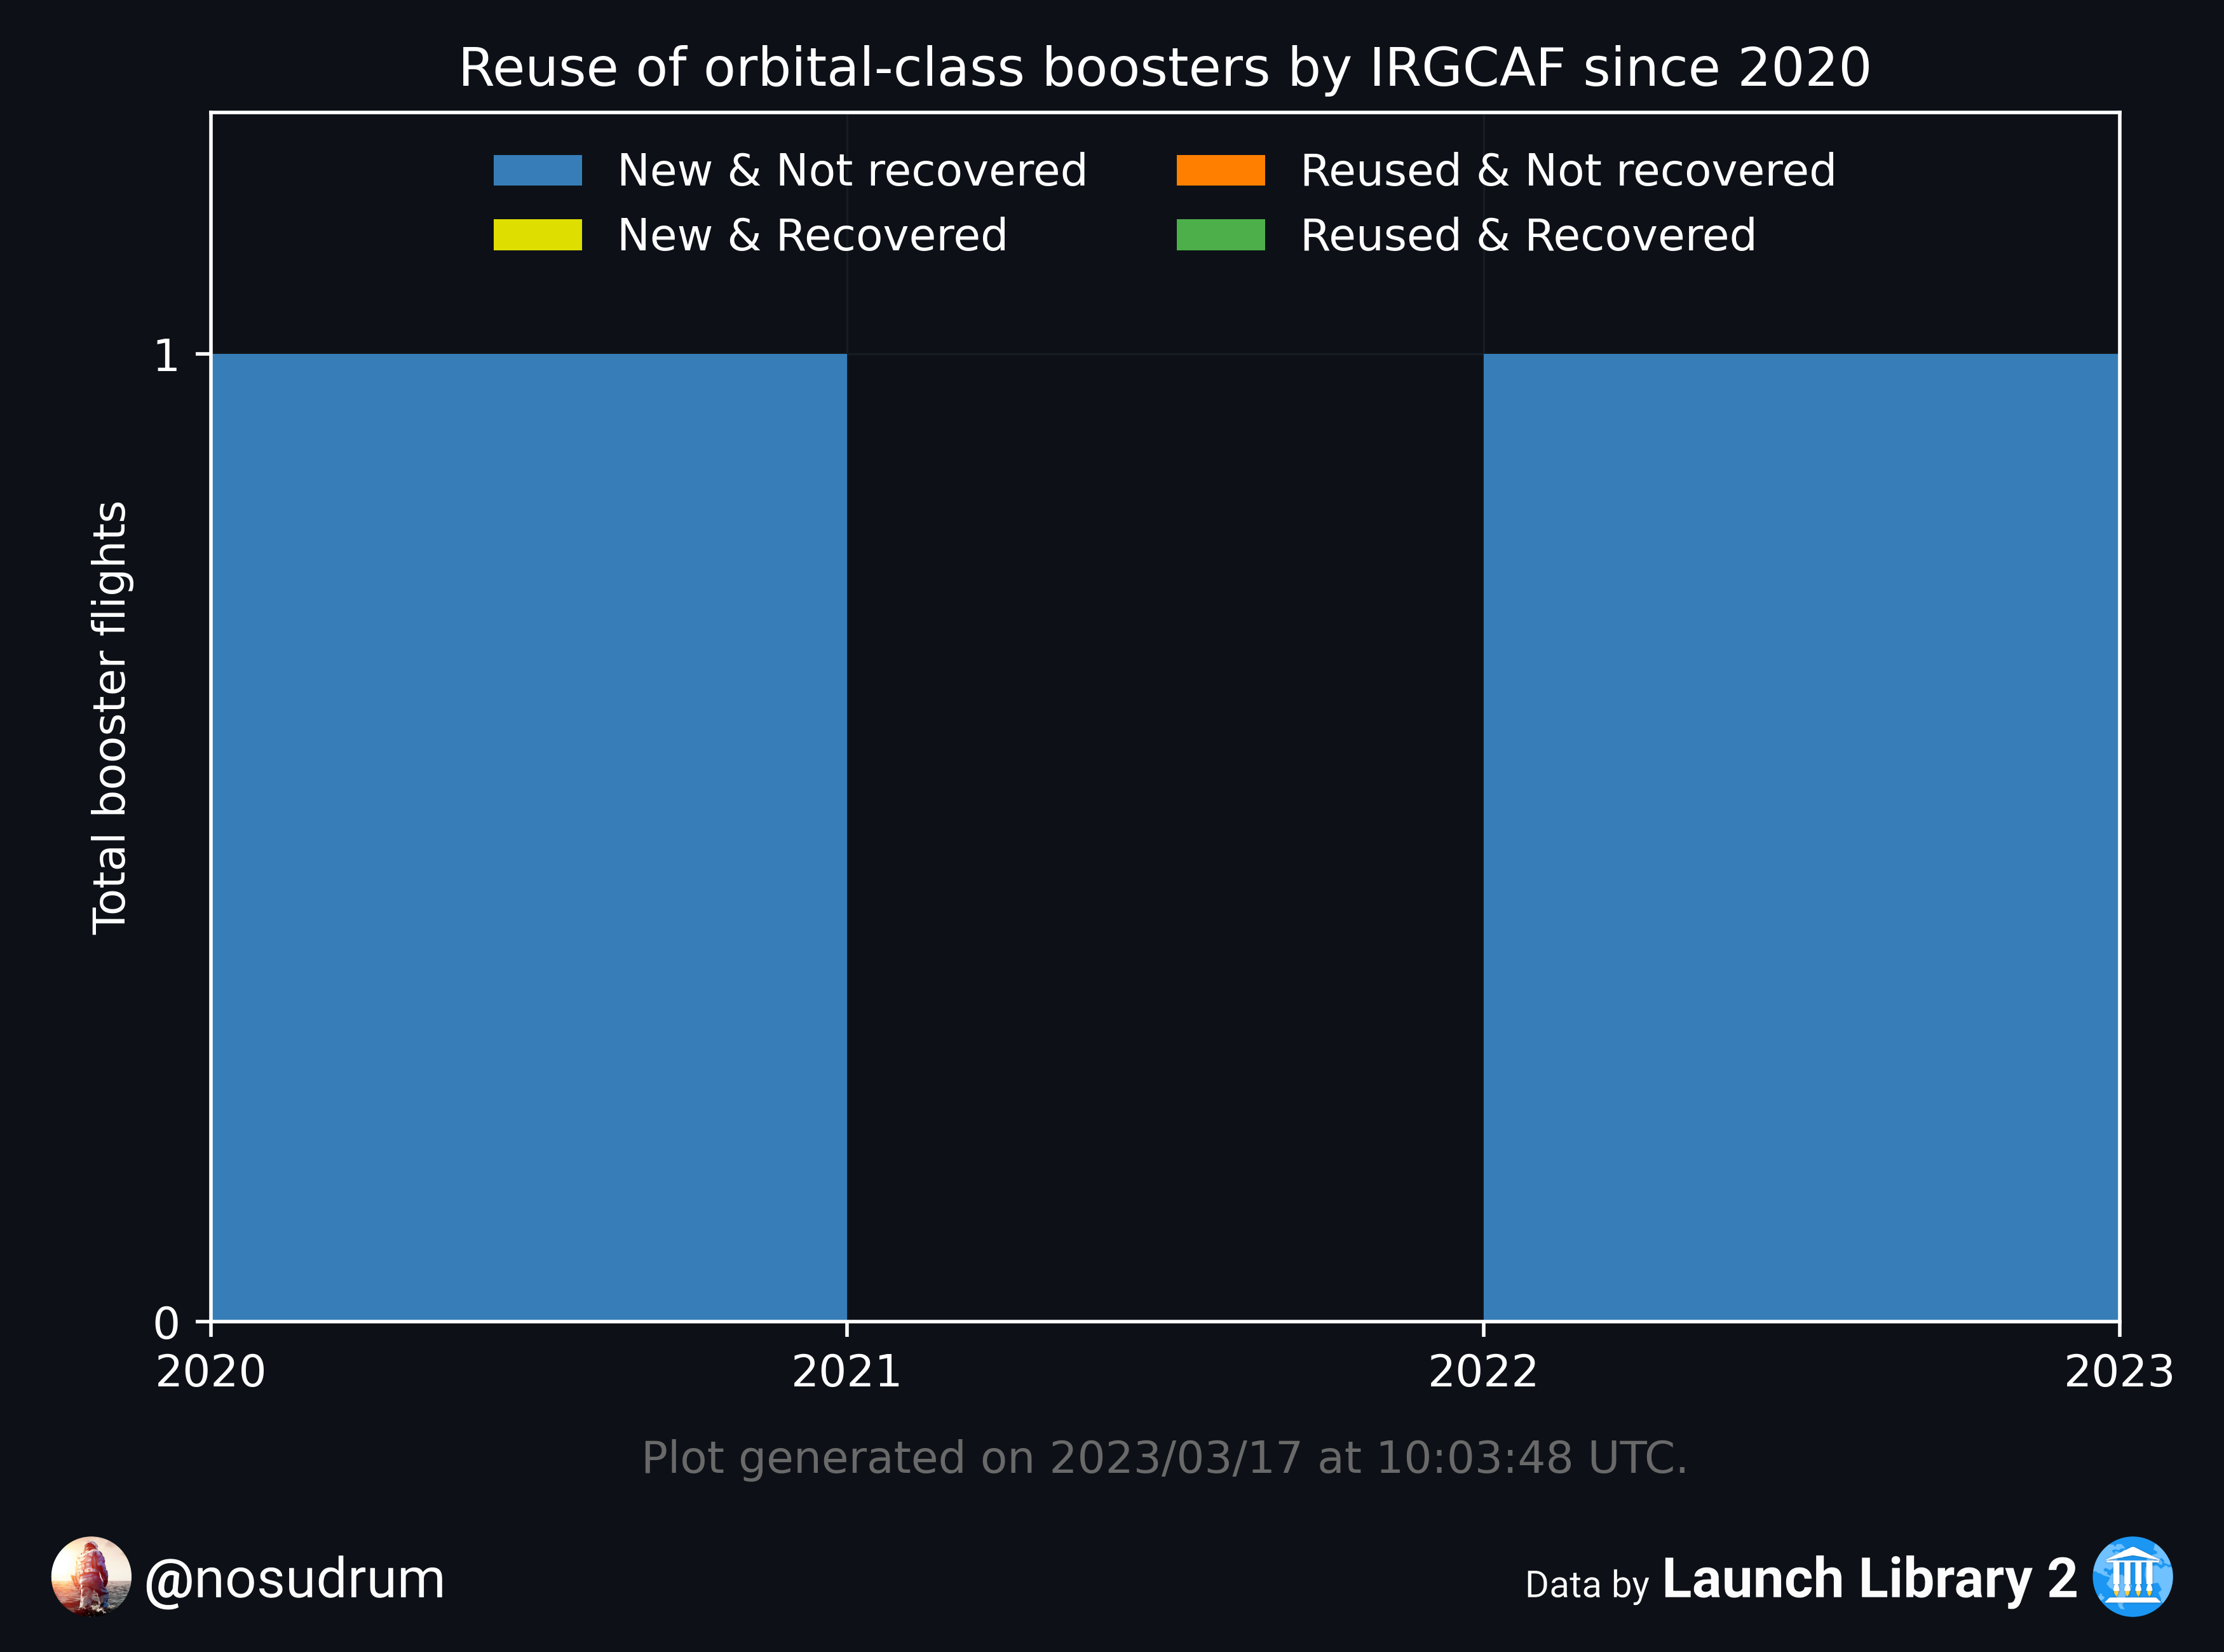 Reuse of orbital-class boosters by IRGCAF since 2020
New & Not recovered
New & Recovered
Reused & Not recovered
Reused & Recovered
Total booster flights
1
0
2020 2021 2022 2023
Plot generated on 2023/03/17 at 10:03:48 UTC.
@nosudrum
Data by Launch Library 2